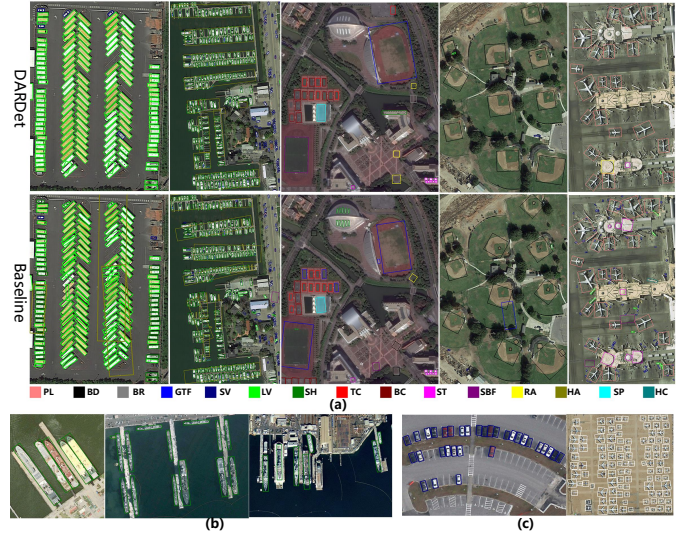 DARDet
Baseline
PL BD BR GTF SV LV SH TC BC ST SBF RA HA SP HC
(a)
(b) (c)